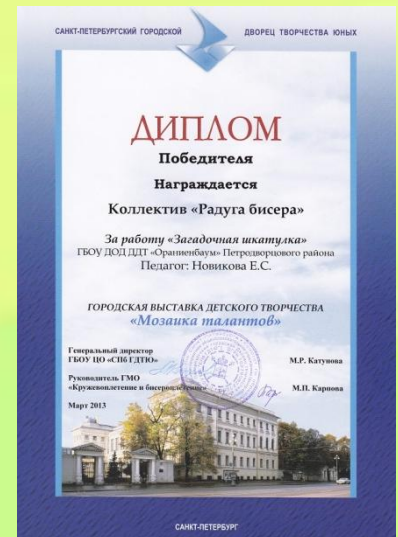 САНКТ-ПЕТЕРБУРГСКИЙ ГОРОДСКОЙ ДВОРЕЦ ТВОРЧЕСТВА ЮНЫХ
ДИПЛОМ
Победителя
Награждается
Коллектив «Радуга бисера»
За работу «Загадочная шкатулка»
ГБОУ ДОД ДДТ «Ораниенбаум» Петродворцового района
Педагог: Новикова Е.С.
ГОРОДСКАЯ ВЫСТАВКА ДЕТСКОГО ТВОРЧЕСТВА
«Мозаика талантов»
Генеральный директор
ГБОУ ЦО «СПб ГДТЮ» М.Р. Катунова
Руководитель ГМО
«Кружевоплетение и бисероплетение» М.П. Карпова
Март 2013
САНКТ-ПЕТЕРБУРГ